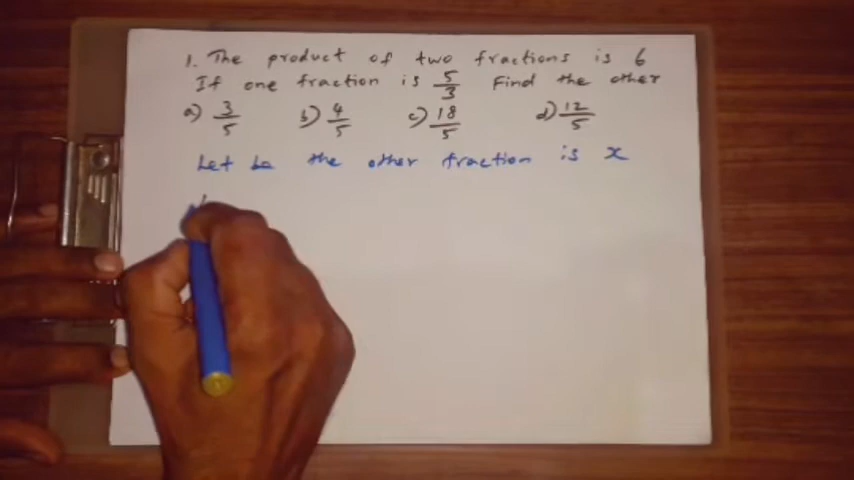 1. The product of two fractions is 6
If one fraction is 5/3 Find the other
a) 3/5 b) 4/5 c) 18/5 d) 12/5
Let be the other fraction is x